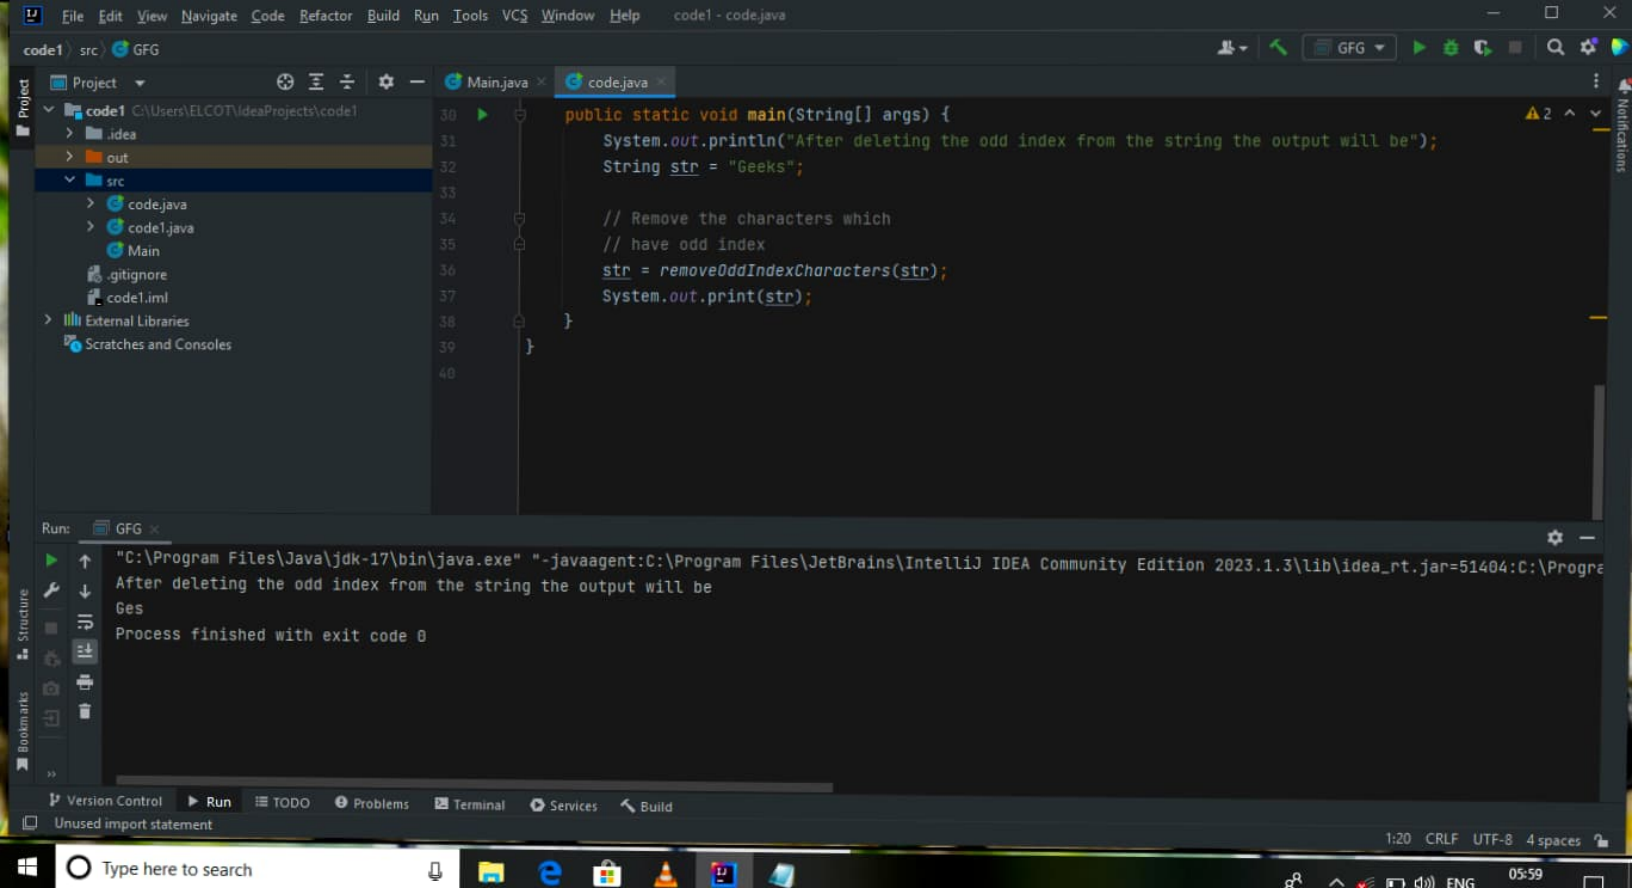 File Edit View Navigate Code Refactor Build Run Tools VCS Window Help code1 - code.java
code1 src GFG
GFG
Project
Project
Main.java
code.java
code1 C:\Users\ELCOT\IdeaProjects\code1
.idea
out
src
code.java
code1.java
Main
.gitignore
code1.iml
External Libraries
Scratches and Consoles
30 public static void main(String[] args) {
31 System.out.println("After deleting the odd index from the string the output will be");
32 String str = "Geeks";
33
34 // Remove the characters which
35 // have odd index
36 str = removeOddIndexCharacters(str);
37 System.out.print(str);
38 }
39 }
40
2
Notifications
Run: GFG
"C:\Program Files\Java\jdk-17\bin\java.exe" "-javaagent:C:\Program Files\JetBrains\IntelliJ IDEA Community Edition 2023.1.3\lib\idea_rt.jar=51404:C:\Progra
After deleting the odd index from the string the output will be
Ges
Process finished with exit code 0
Structure
Bookmarks
Version Control Run TODO Problems Terminal Services Build
Unused import statement
1:20 CRLF UTF-8 4 spaces
Type here to search
ENG
05:59